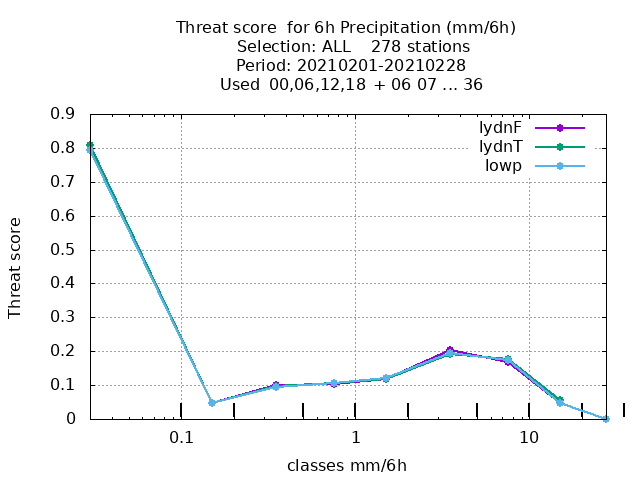 Threat score  for 6h Precipitation (mm/6h)
Selection: ALL    278 stations
Period: 20210201-20210228
Used  00,06,12,18  + 06 07 ... 36
lydnF
lydnT
lowp
0.9
0.8
0.7
0.6
0.5
0.4
0.3
0.2
0.1
0
Threat score
0.1
1
10
classes mm/6h